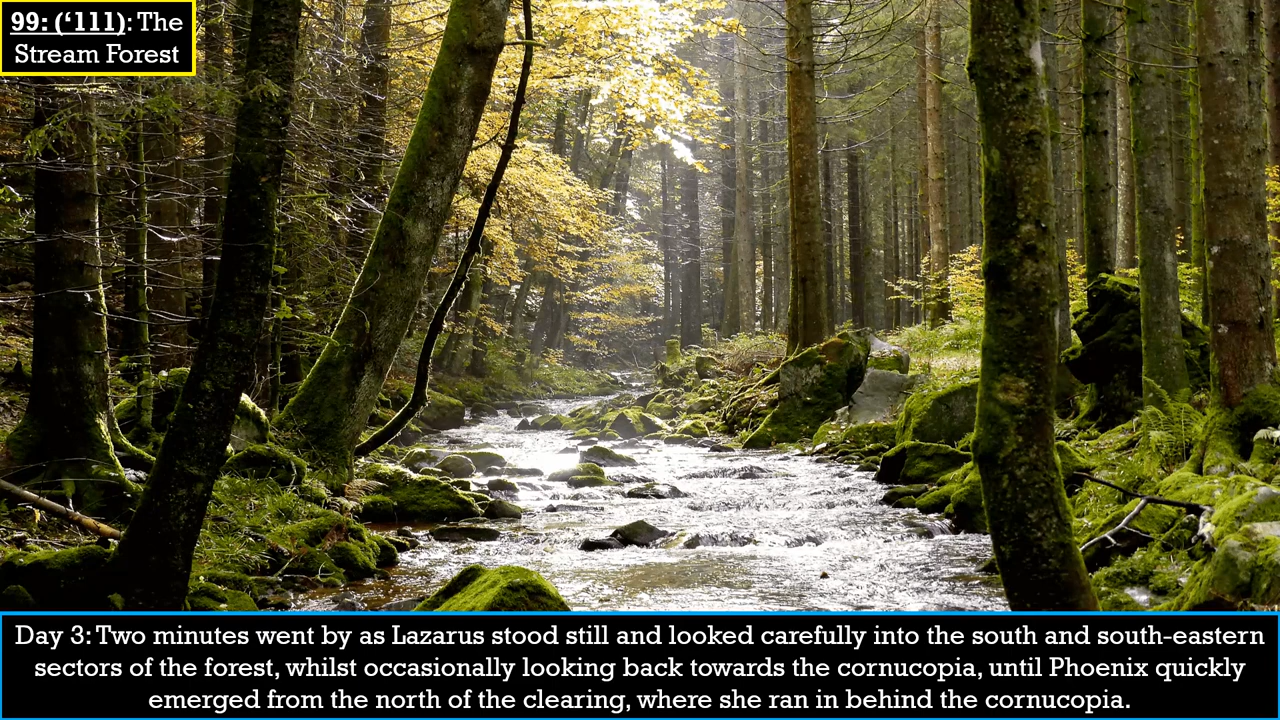 99: (‘111): The
Stream Forest
Day 3: Two minutes went by as Lazarus stood still and looked carefully into the south and south-eastern
sectors of the forest, whilst occasionally looking back towards the cornucopia, until Phoenix quickly
emerged from the north of the clearing, where she ran in behind the cornucopia.